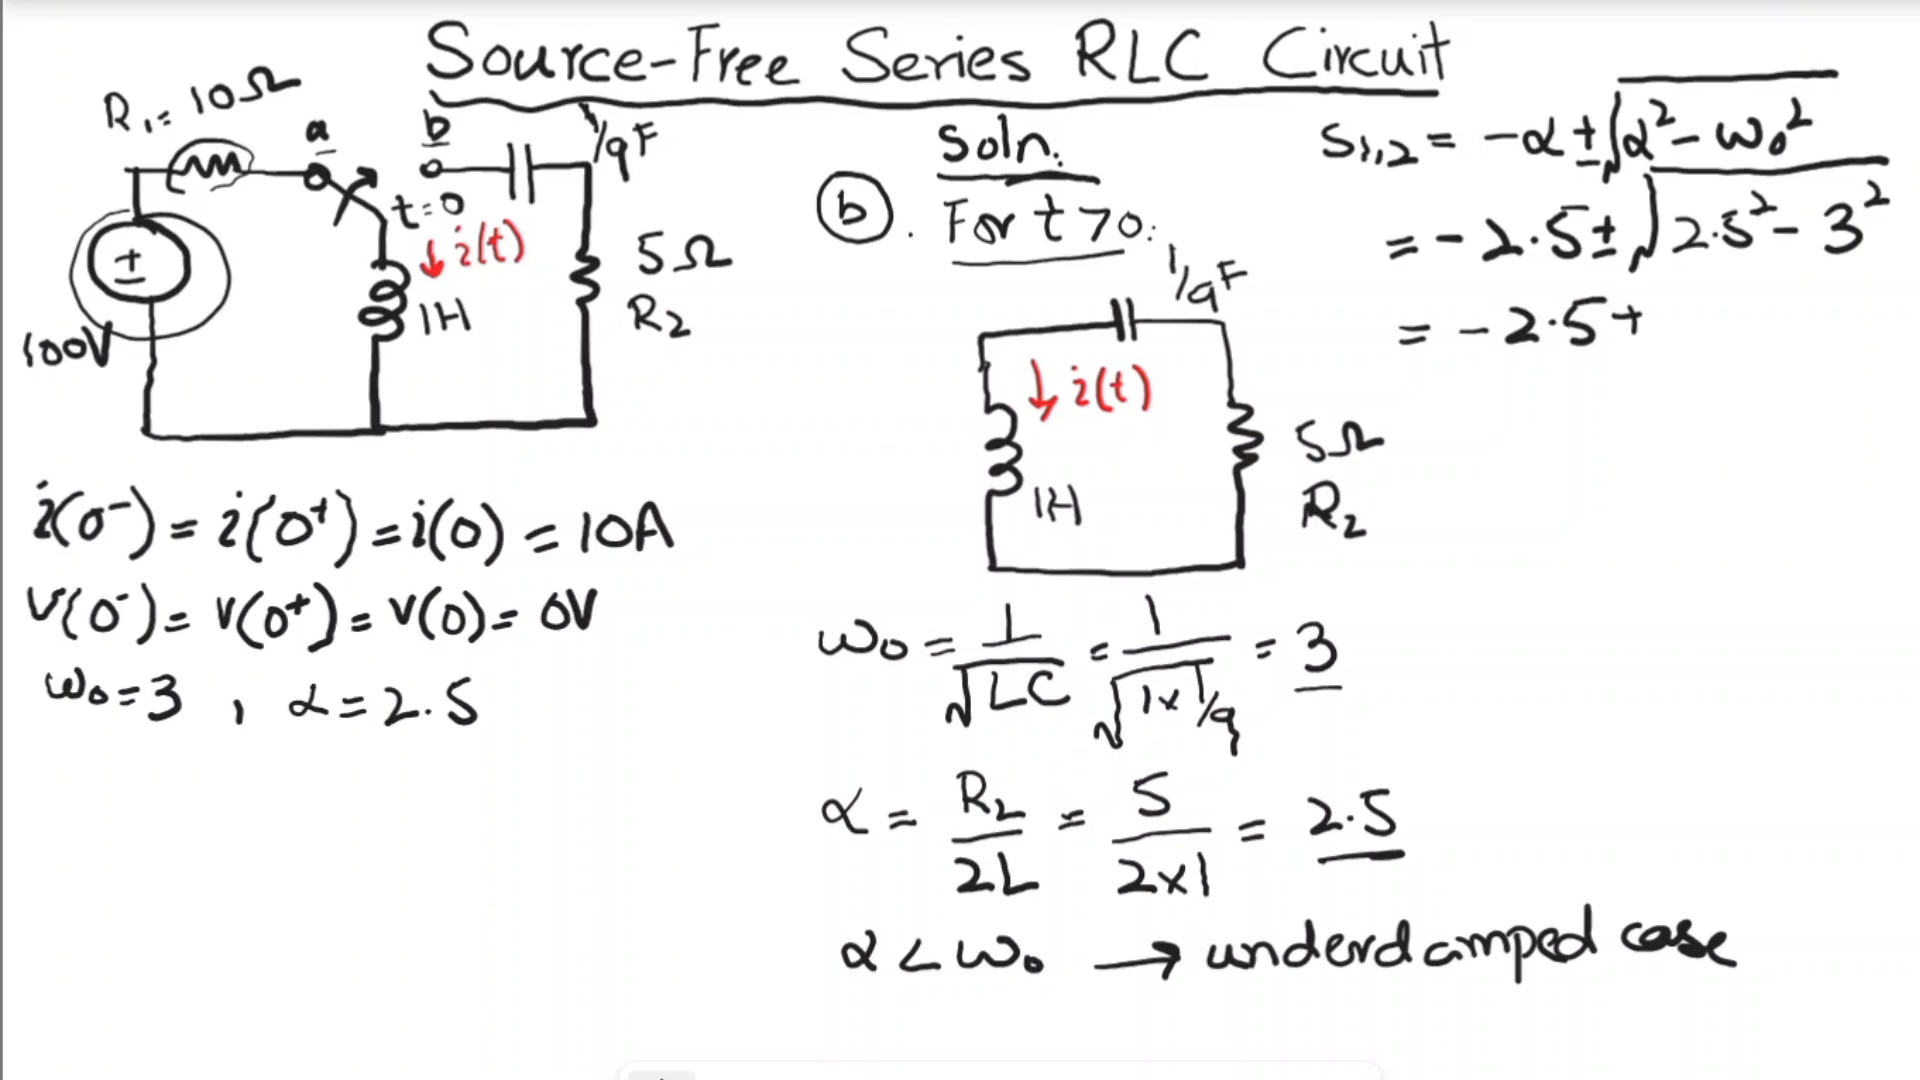 Source-Free Series RLC Circuit
R₁= 10Ω
a
b
1/9F
t=0
i(t)
5Ω
R₂
1H
±
100V
i(0⁻) = i(0⁺) = i(0) = 10A
v(0⁻) = v(0⁺) = v(0) = 0V
ω₀=3 , α=2.5
Soln.
b . For t>0:
1/9F
i(t)
5Ω
R₂
1H
ω₀ = 1/√LC = 1/√1×1/9 = 3
α = R₂/2L = 5/2×1 = 2.5
α < ω₀ → underdamped case
S₁,₂ = -α ± √α² - ω₀²
= -2.5 ± √2.5² - 3²
= -2.5 +